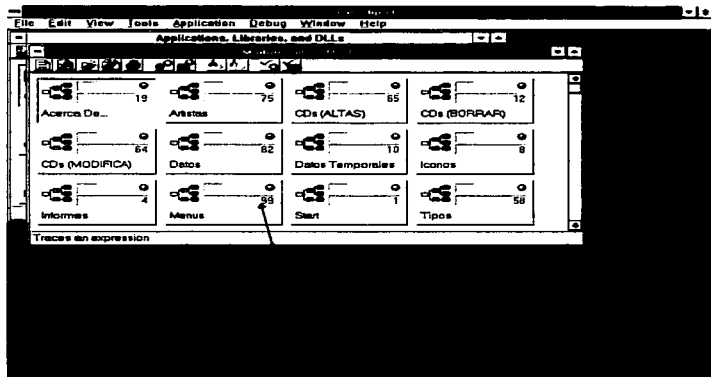 File Edit View Tools Application Debug Window Help
Applications, Libraries, and DLLs
19 75 65 12
Acerca De... Artistas CDs (ALTAS) CDs (BORRAR)
64 82 10 8
CDs (MODIFICA) Datos Datos Temporales Iconos
4 99 1 58
Informes Menus Start Tipos
Traces an expression